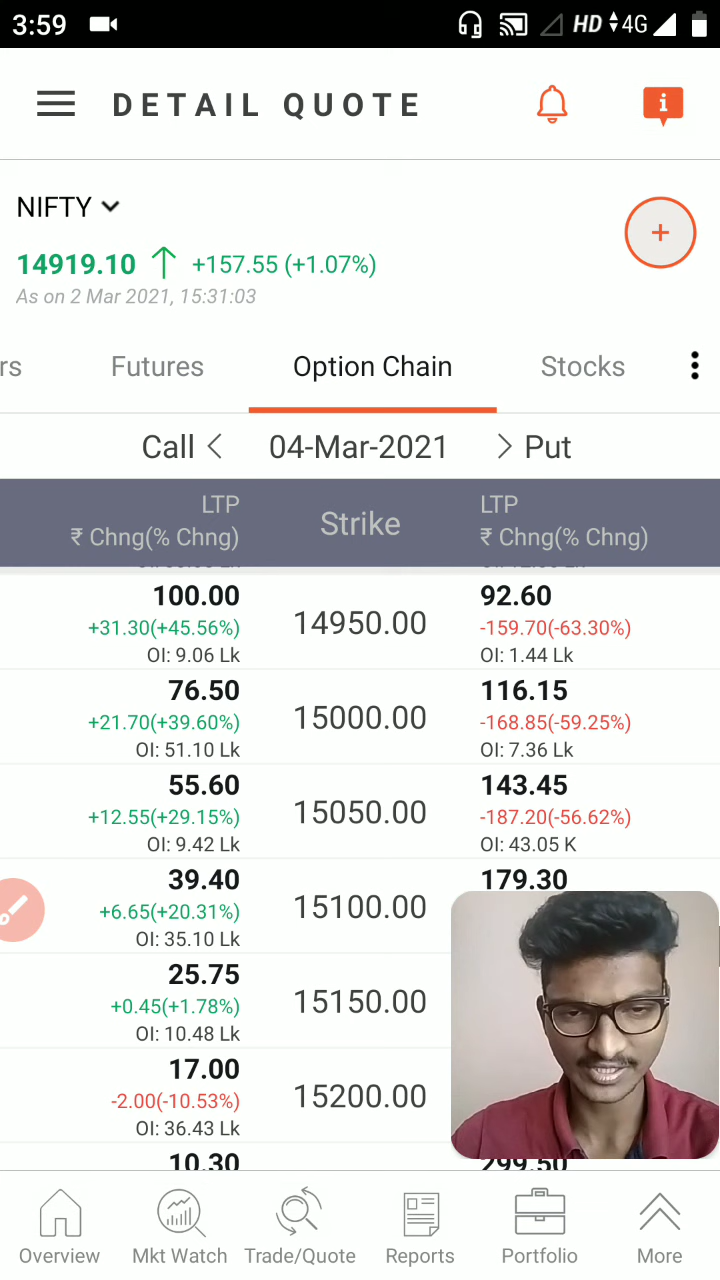 3:59 HD 4G
DETAIL QUOTE
NIFTY
14919.10 +157.55 (+1.07%)
As on 2 Mar 2021, 15:31:03
rs Futures Option Chain Stocks
Call < 04-Mar-2021 > Put
LTP Strike LTP
₹ Chng(% Chng) ₹ Chng(% Chng)
100.00 14950.00 92.60
+31.30(+45.56%) -159.70(-63.30%)
OI: 9.06 Lk OI: 1.44 Lk
76.50 15000.00 116.15
+21.70(+39.60%) -168.85(-59.25%)
OI: 51.10 Lk OI: 7.36 Lk
55.60 15050.00 143.45
+12.55(+29.15%) -187.20(-56.62%)
OI: 9.42 Lk OI: 43.05 K
39.40 15100.00 179.30
+6.65(+20.31%)
OI: 35.10 Lk
25.75 15150.00
+0.45(+1.78%)
OI: 10.48 Lk
17.00 15200.00
-2.00(-10.53%)
OI: 36.43 Lk
10.30 299.50
Overview Mkt Watch Trade/Quote Reports Portfolio More